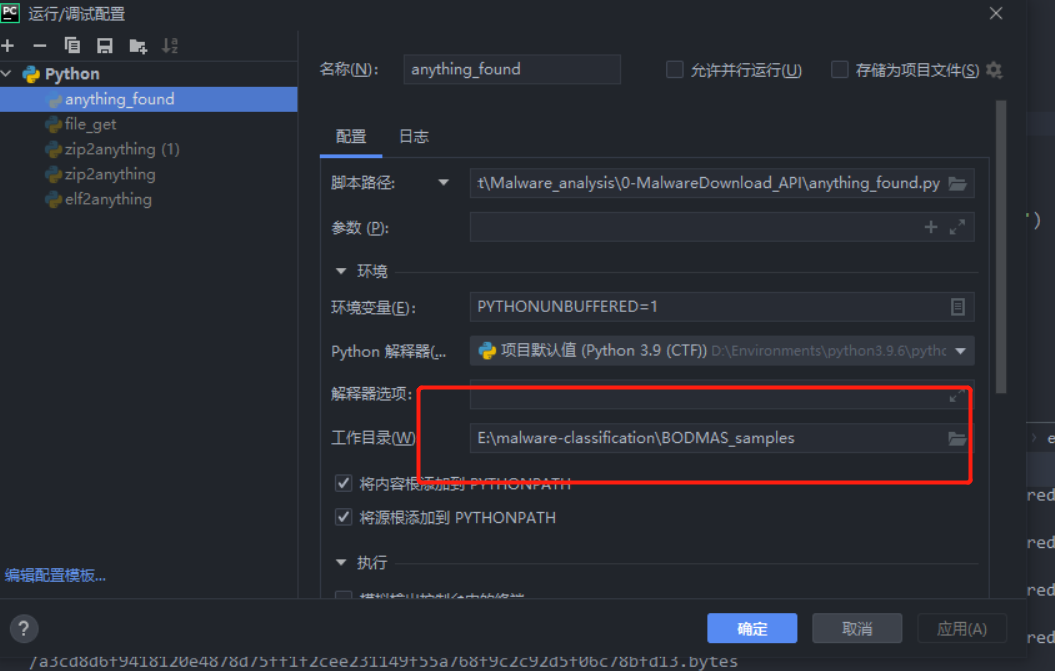 PC 运行/调试配置
Python
anything_found
file_get
zip2anything (1)
zip2anything
elf2anything
编辑配置模板...
名称(N): anything_found 允许并行运行(U) 存储为项目文件(S)
配置 日志
脚本路径: t\Malware_analysis\0-MalwareDownload_API\anything_found.py
参数 (P):
环境
环境变量(E): PYTHONUNBUFFERED=1
Python 解释器(... 项目默认值 (Python 3.9 (CTF)) D:\Environments\python3.9.6\pythc
解释器选项:
工作目录(W) E:\malware-classification\BODMAS_samples
将内容根添加到 PYTHONPATH
将源根添加到 PYTHONPATH
执行
? 确定 取消 应用(A)
')
e
red
red
red
red
/a3cd8d6f9418120e4878d75ff1f2cee231149f55a768f9c2c92d5f06c78bfd13.bytes